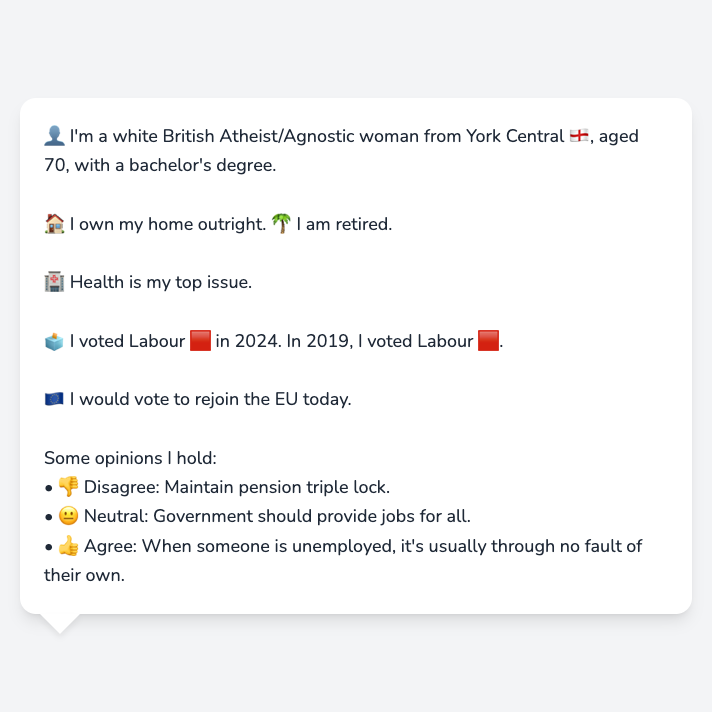 👤 I'm a white British Atheist/Agnostic woman from York Central 🏴󠁧󠁢󠁥󠁮󠁧󠁿, aged
70, with a bachelor's degree.
🏠 I own my home outright. 🌴 I am retired.
🏥 Health is my top issue.
🗳️ I voted Labour 🟥 in 2024. In 2019, I voted Labour 🟥.
🇪🇺 I would vote to rejoin the EU today.
Some opinions I hold:
• 👎 Disagree: Maintain pension triple lock.
• 😐 Neutral: Government should provide jobs for all.
• 👍 Agree: When someone is unemployed, it's usually through no fault of
their own.